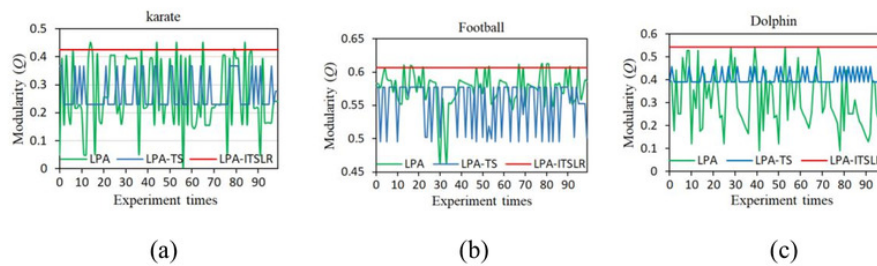 karate
Modularity (Q)
0.5
0.4
0.3
0.2
0.1
0
LPA LPA-TS LPA-ITSLR
0 10 20 30 40 50 60 70 80 90
Experiment times
(a)
Football
Modularity (Q)
0.65
0.6
0.55
0.5
0.45
LPA LPA-TS LPA-ITSLR
0 10 20 30 40 50 60 70 80 90
Experiment times
(b)
Dolphin
Modularity (Q)
0.6
0.5
0.4
0.3
0.2
0.1
0
LPA LPA-TS LPA-ITSLR
0 10 20 30 40 50 60 70 80 90
Experiment times
(c)